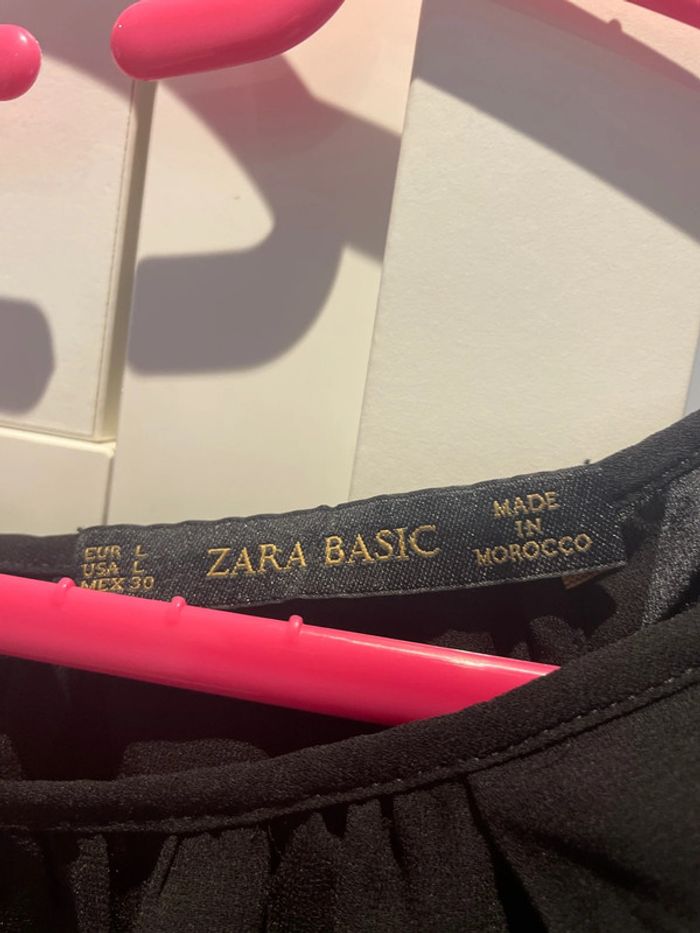 EUR L
USA L
MEX 30
ZARA BASIC
MADE
IN
MOROCCO